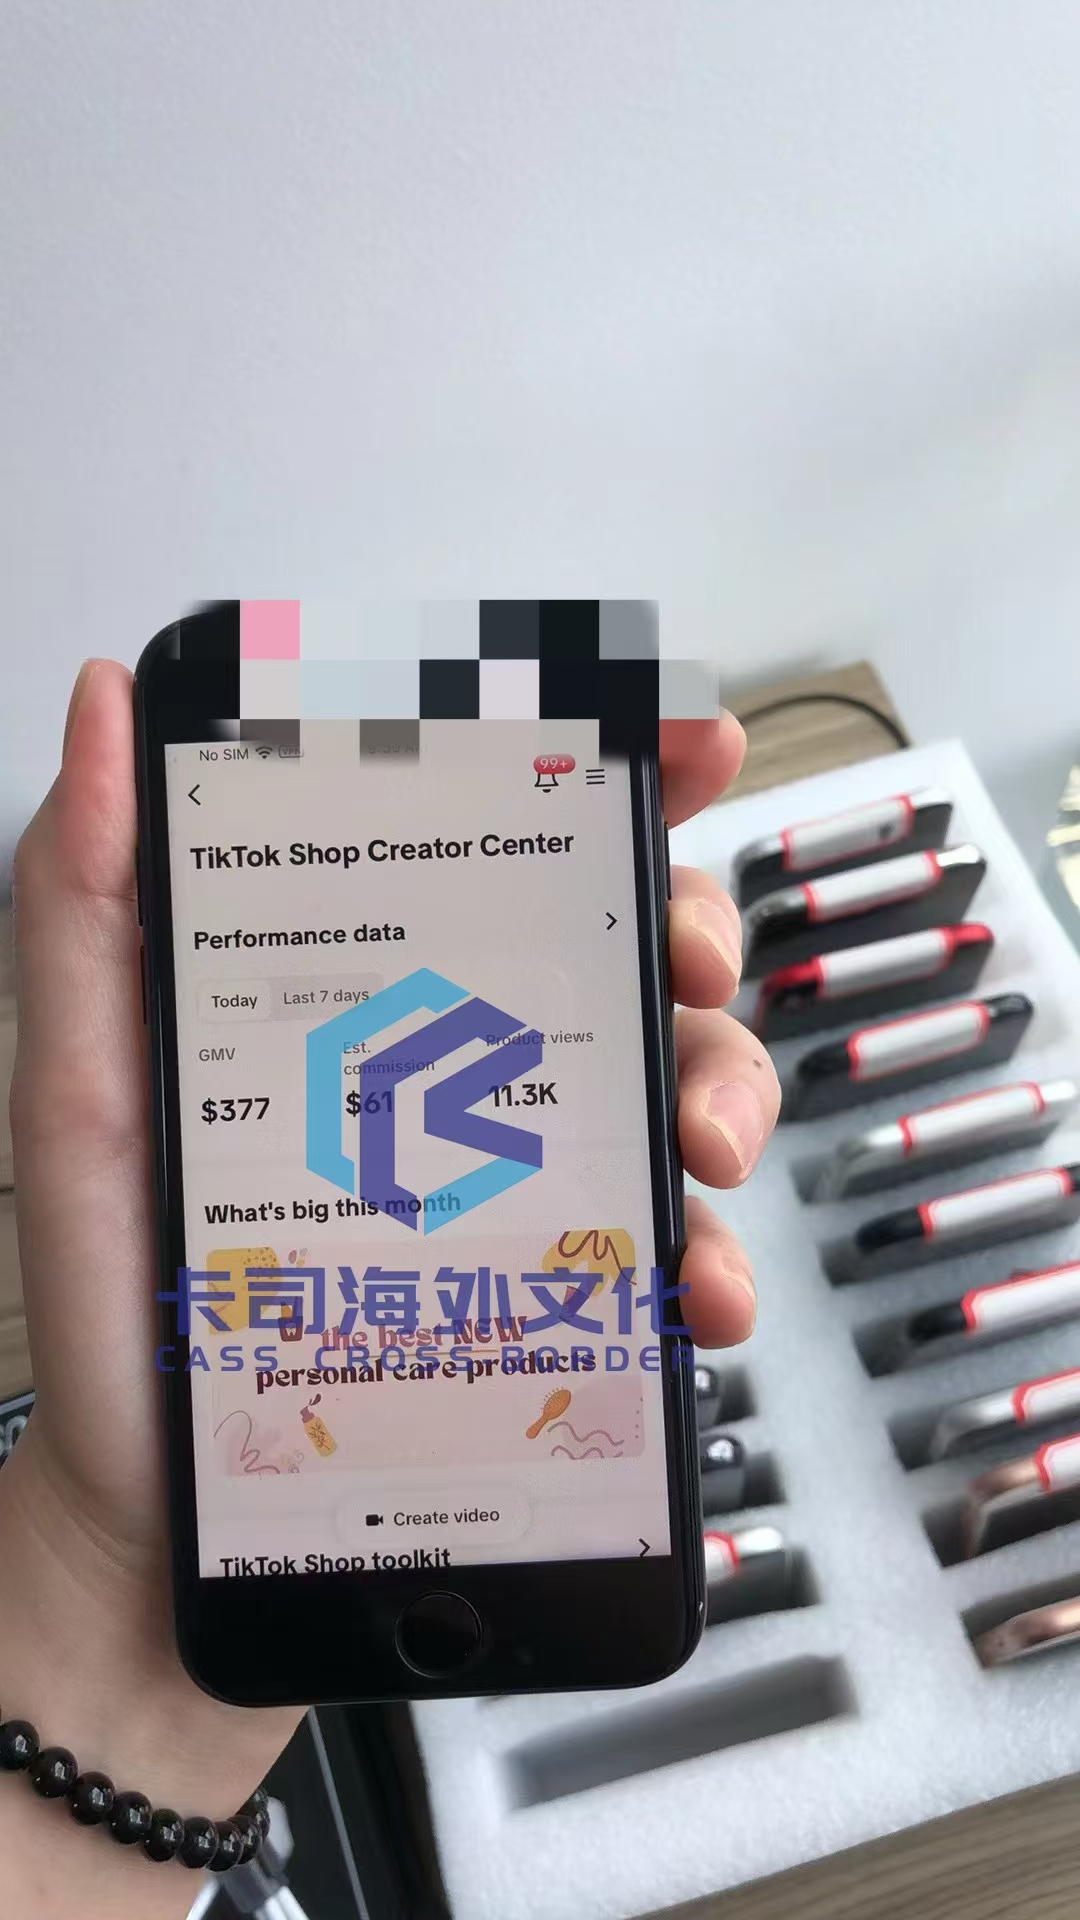 No SIM VPN
99+
TikTok Shop Creator Center
Performance data
Today Last 7 days
GMV
Est. commission
Product views
$377
$61
11.3K
What's big this month
卡司海外文化
the best NEW
CASS CROSS BORDER
personal care products
Create video
TikTok Shop toolkit